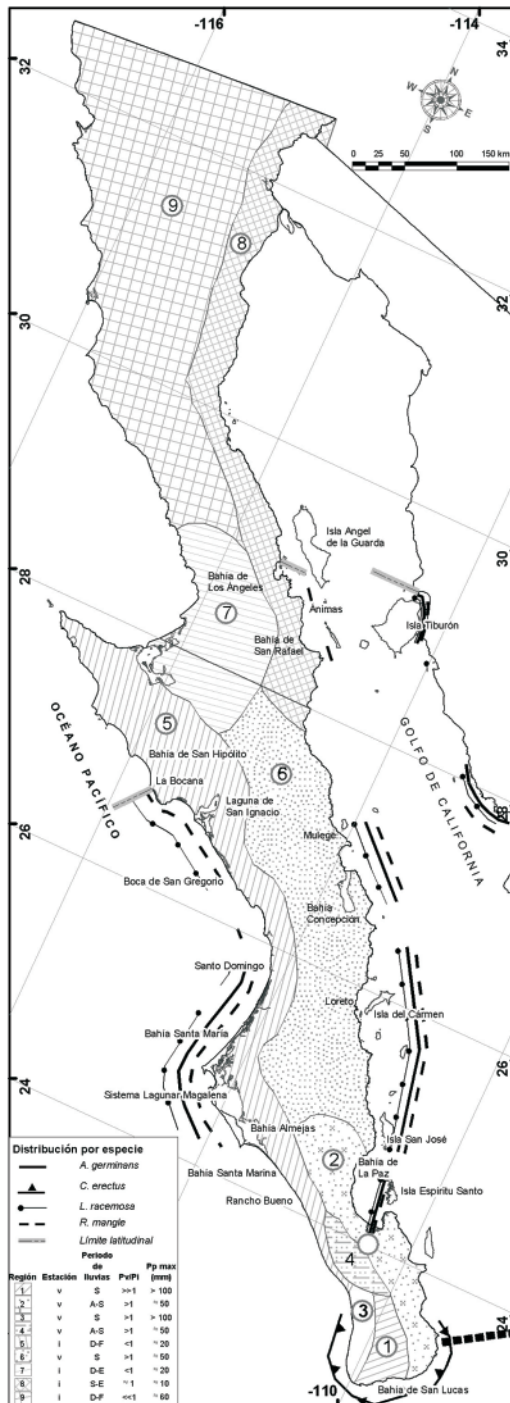 -116
-114
32
34
N
W
E
S
0 25 50 100 150 km
9
8
32
30
Isla Angel
de la Guarda
30
28
Bahía de
Los Ángeles
Ánimas
7
Isla Tiburón
Bahía de
San Rafael
OCÉANO PACÍFICO
5
GOLFO DE CALIFORNIA
Bahía de San Hipólito
6
La Bocana
28
Laguna de
San Ignacio
26
Mulegé
Boca de San Gregorio
Bahía
Concepción
Santo Domingo
Loreto
Isla del Carmen
Bahía Santa María
26
24
Sistema Lagunar Magalena
Bahía Almejas
Isla San José
2
Bahía de
La Paz
Bahía Santa Marina
Isla Espíritu Santo
Rancho Bueno
4
3
24
1
-110
Bahía de San Lucas
Distribución por especie
A. germinans
C. erectus
L. racemosa
R. mangle
Límite latitudinal
Región Estación Periodo de lluvias Pv/Pi Pp max (mm)
1 v S >>1 > 100
2 v A-S >1 ≈ 50
3 v S >1 > 100
4 v A-S >1 ≈ 50
5 i D-F <1 ≈ 20
6 v S >1 ≈ 50
7 i D-E <1 ≈ 20
8 i S-E ≈ 1 ≈ 10
9 i D-F <<1 ≈ 60